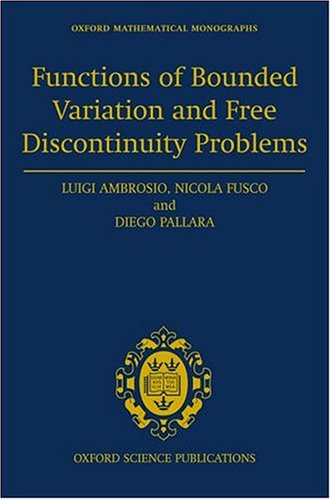 OXFORD MATHEMATICAL MONOGRAPHS
Functions of Bounded
Variation and Free
Discontinuity Problems
LUIGI AMBROSIO, NICOLA FUSCO
and
DIEGO PALLARA
OXFORD SCIENCE PUBLICATIONS